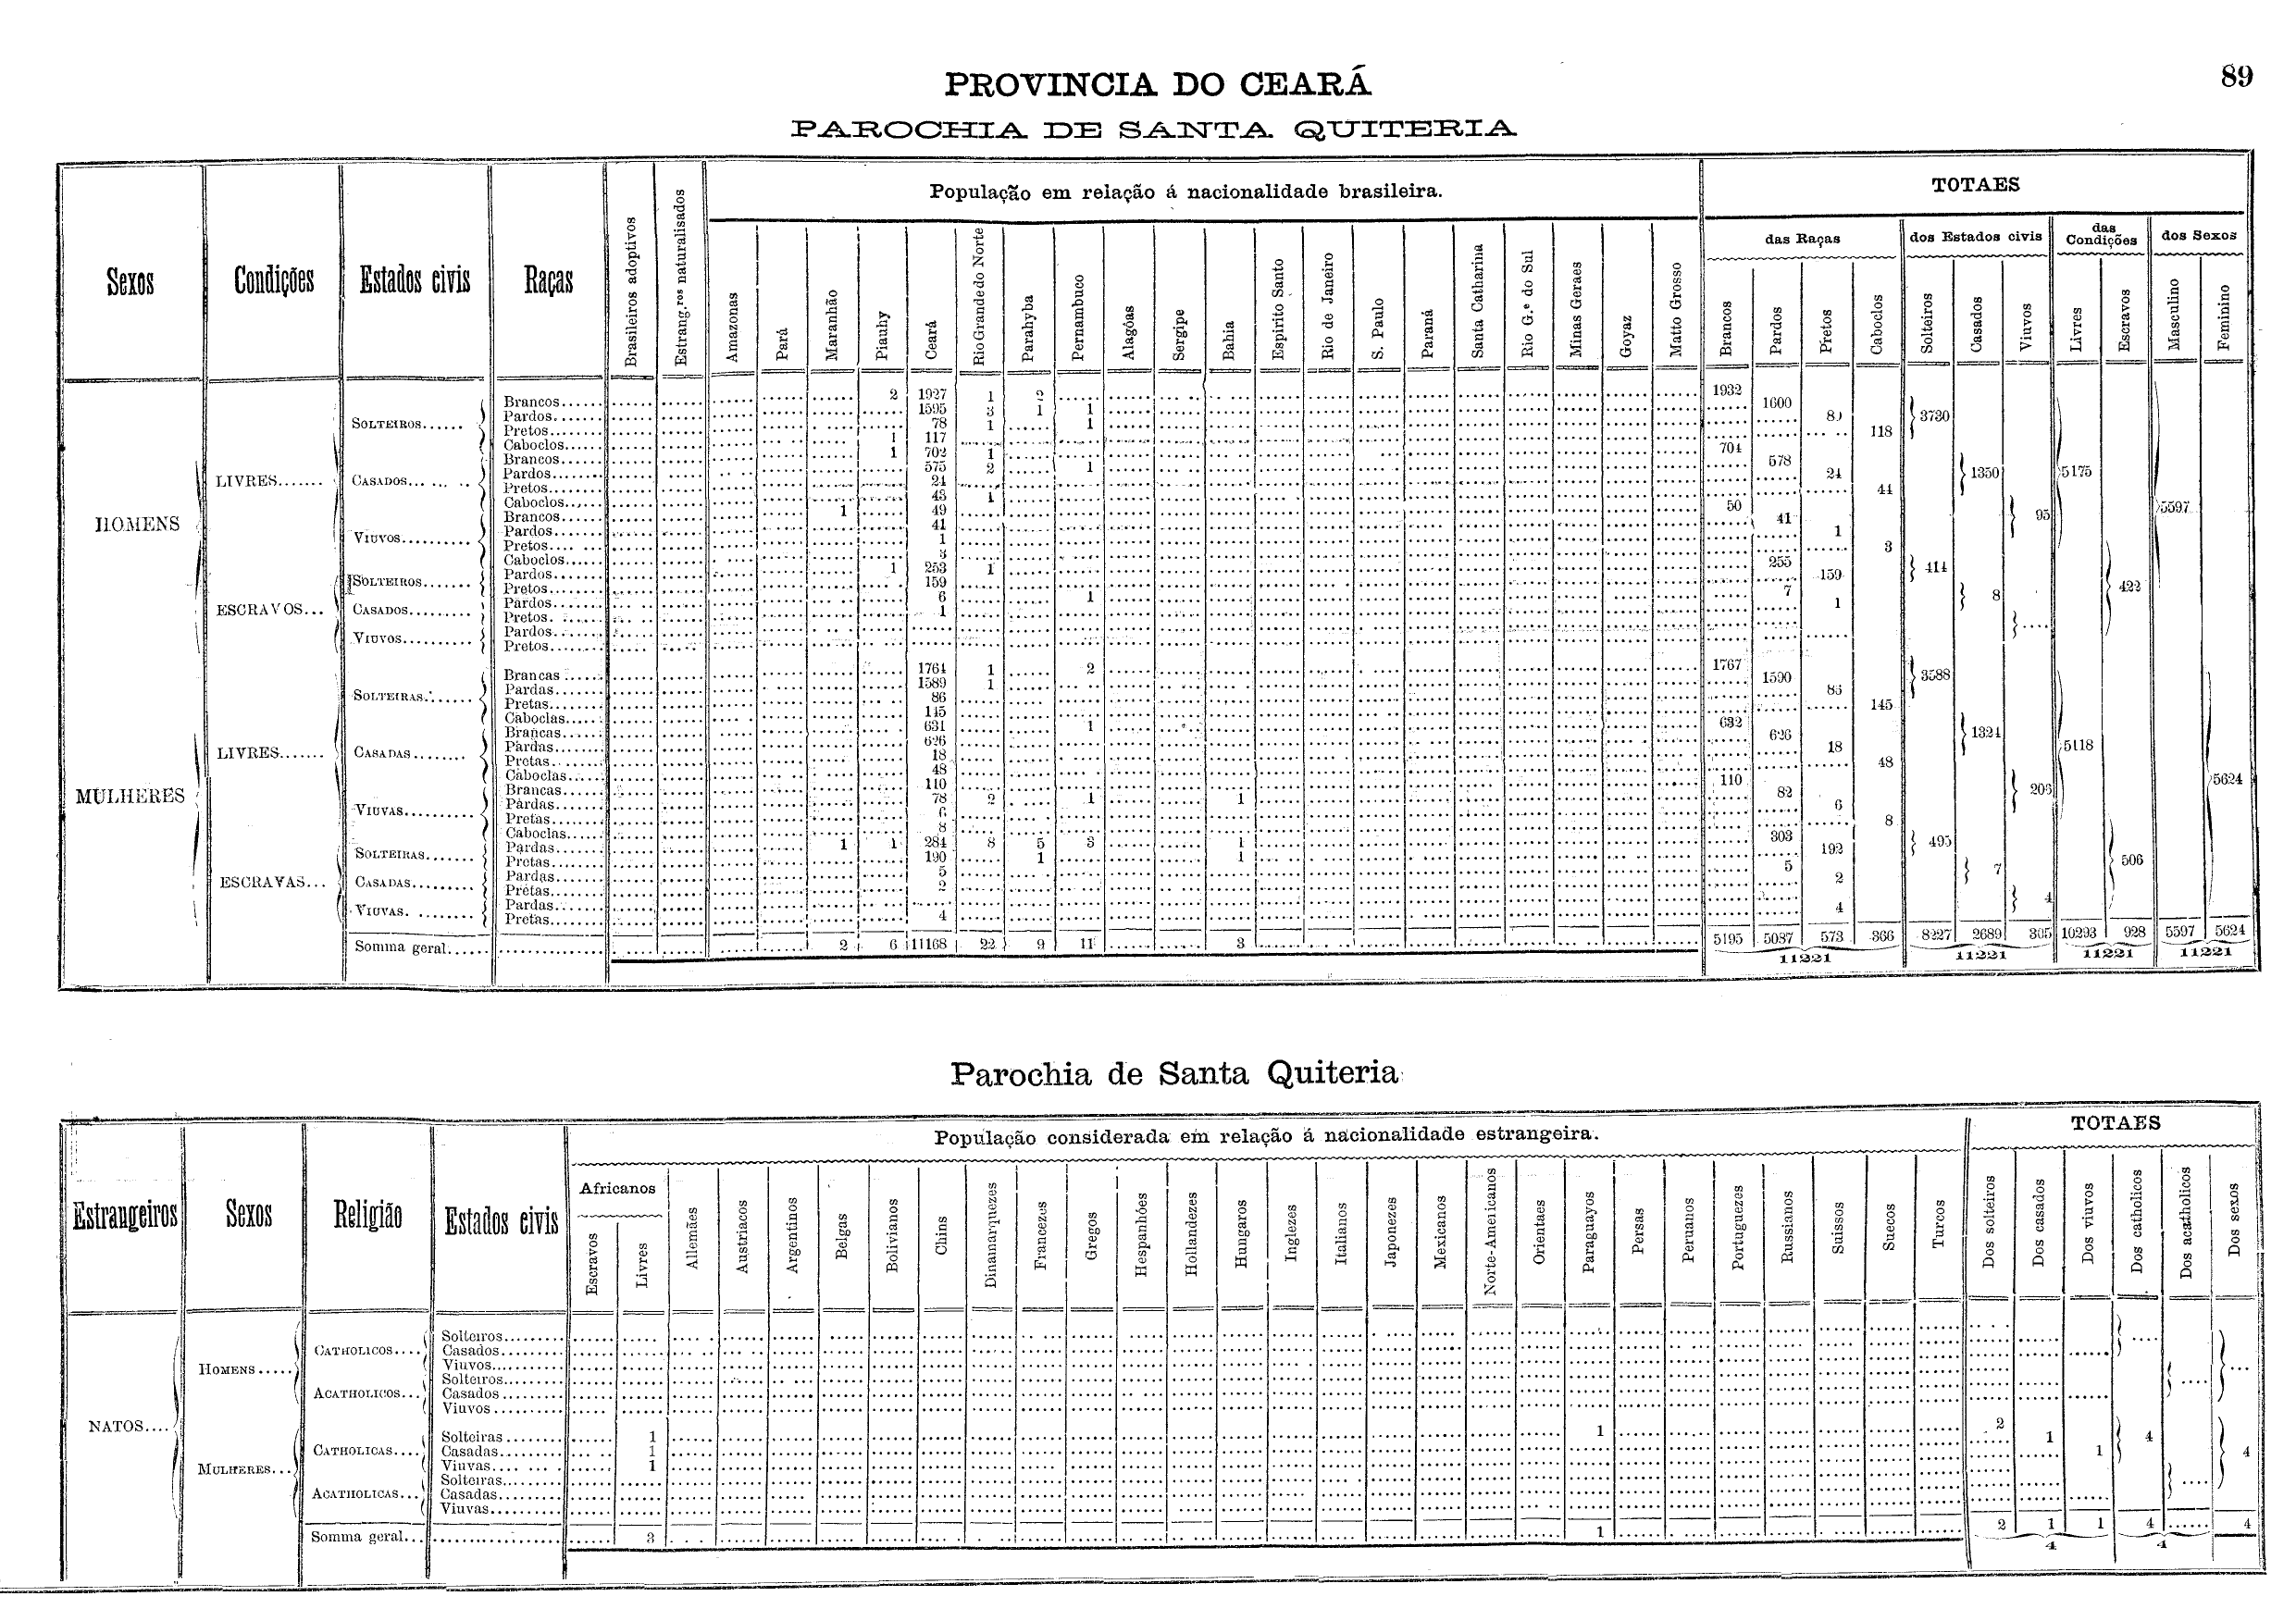 PROVINCIA DO CEARÁ
89
PAROCHIA DE SANTA QUITERIA
Sexos Condições Estados civis Raças Brasileiros adoptivos Estrang.ros naturalisados
População em relação á nacionalidade brasileira.
Amazonas Pará Maranhão Piauhy Ceará Rio Grande do Norte Parahyba Pernambuco Alagôas Sergipe Bahia Espirito Santo Rio de Janeiro S. Paulo Paraná Santa Catharina Rio G.e do Sul Minas Geraes Goyaz Matto Grosso
TOTAES
das Raças dos Estados civis das Condições dos Sexos
Brancos Pardos Pretos Caboclos Solteiros Casados Viuvos Livres Escravos Masculino Feminino
HOMENS
LIVRES....... 5175 5597
SOLTEIROS...... 3730
Brancos...... 2 1927 1 2 1932
Pardos...... 1595 3 1 1 1600
Pretos...... 78 1 1
Caboclos..... 1 117 118
CASADOS... ... .. 1350
Brancos...... 1 702 1 704
Pardos...... 575 2 1 578
Pretos...... 24 24
Caboclos..... 43 1 44
VIUVOS......... 95
Brancos...... 1 49 50
Pardos...... 41 41
Pretos.... 1 1
Caboclos..... 3 3
ESCRAVOS... 422
SOLTEIROS....... 414
Pardos...... 1 253 1 255
Pretos...... 159 159
CASADOS......... 8
Pardos...... 6 1 7
Pretos. 1 1
VIUVOS.......... ....
Pardos......
Pretos......
MULHERES
LIVRES....... 5118 5624
SOLTEIRAS....... 3588
Brancas..... 1764 1 2 1767
Pardas...... 1589 1 1590
Pretas...... 86
Caboclas..... 145
CASADAS........ 1324
Brancas..... 631 1 632
Pardas...... 626 626
Pretas...... 18 18
Caboclas..... 48 48
VIUVAS.........
Brancas..... 110 110
Pardas...... 78 2 1 1 82
Pretas...... 6 6
Caboclas..... 8 8
ESCRAVAS... 506
SOLTEIRAS....... 495
Pardas...... 1 1 284 8 5 3 1 303
Pretas...... 190 1 1 192
CASADAS......... 7
Pardas...... 5 5
Pretas...... 2 2
VIUVAS. ........ 4
Pardas......
Pretas...... 4 4
Somma geral...... 2 6 11168 22 9 11 3 5195 5087 573 366 8227 2689 305 10293 928 5597 5624
11221 11221 11221 11221
Parochia de Santa Quiteria
Estrangeiros Sexos Religião Estados civis
População considerada em relação á nacionalidade estrangeira.
Africanos
Escravos Livres Allemães Austriacos Argentinos Belgas Bolivianos Chins Dinamarquezes Francezes Gregos Hespanhóes Hollandezes Hungaros Inglezes Italianos Japonezes Mexicanos Norte-Americanos Orientaes Paraguayos Persas Peruanos Portuguezes Russianos Suissos Suecos Turcos
TOTAES
Dos solteiros Dos casados Dos viuvos Dos catholicos Dos acatholicos Dos sexos
NATOS....
HOMENS.....
CATHOLICOS....
Solteiros.........
Casados.........
Viuvos..........
ACATHOLICOS...
Solteiros.........
Casados.........
Viuvos..........
MULHERES... 4
CATHOLICAS.... 4
Solteiras........ 1 1 2
Casadas......... 1 1
Viuvas.......... 1 1
ACATHOLICAS...
Solteiras........
Casadas.........
Viuvas..........
Somma geral... 3 1 2 1 1 4 ...... 4
4 4